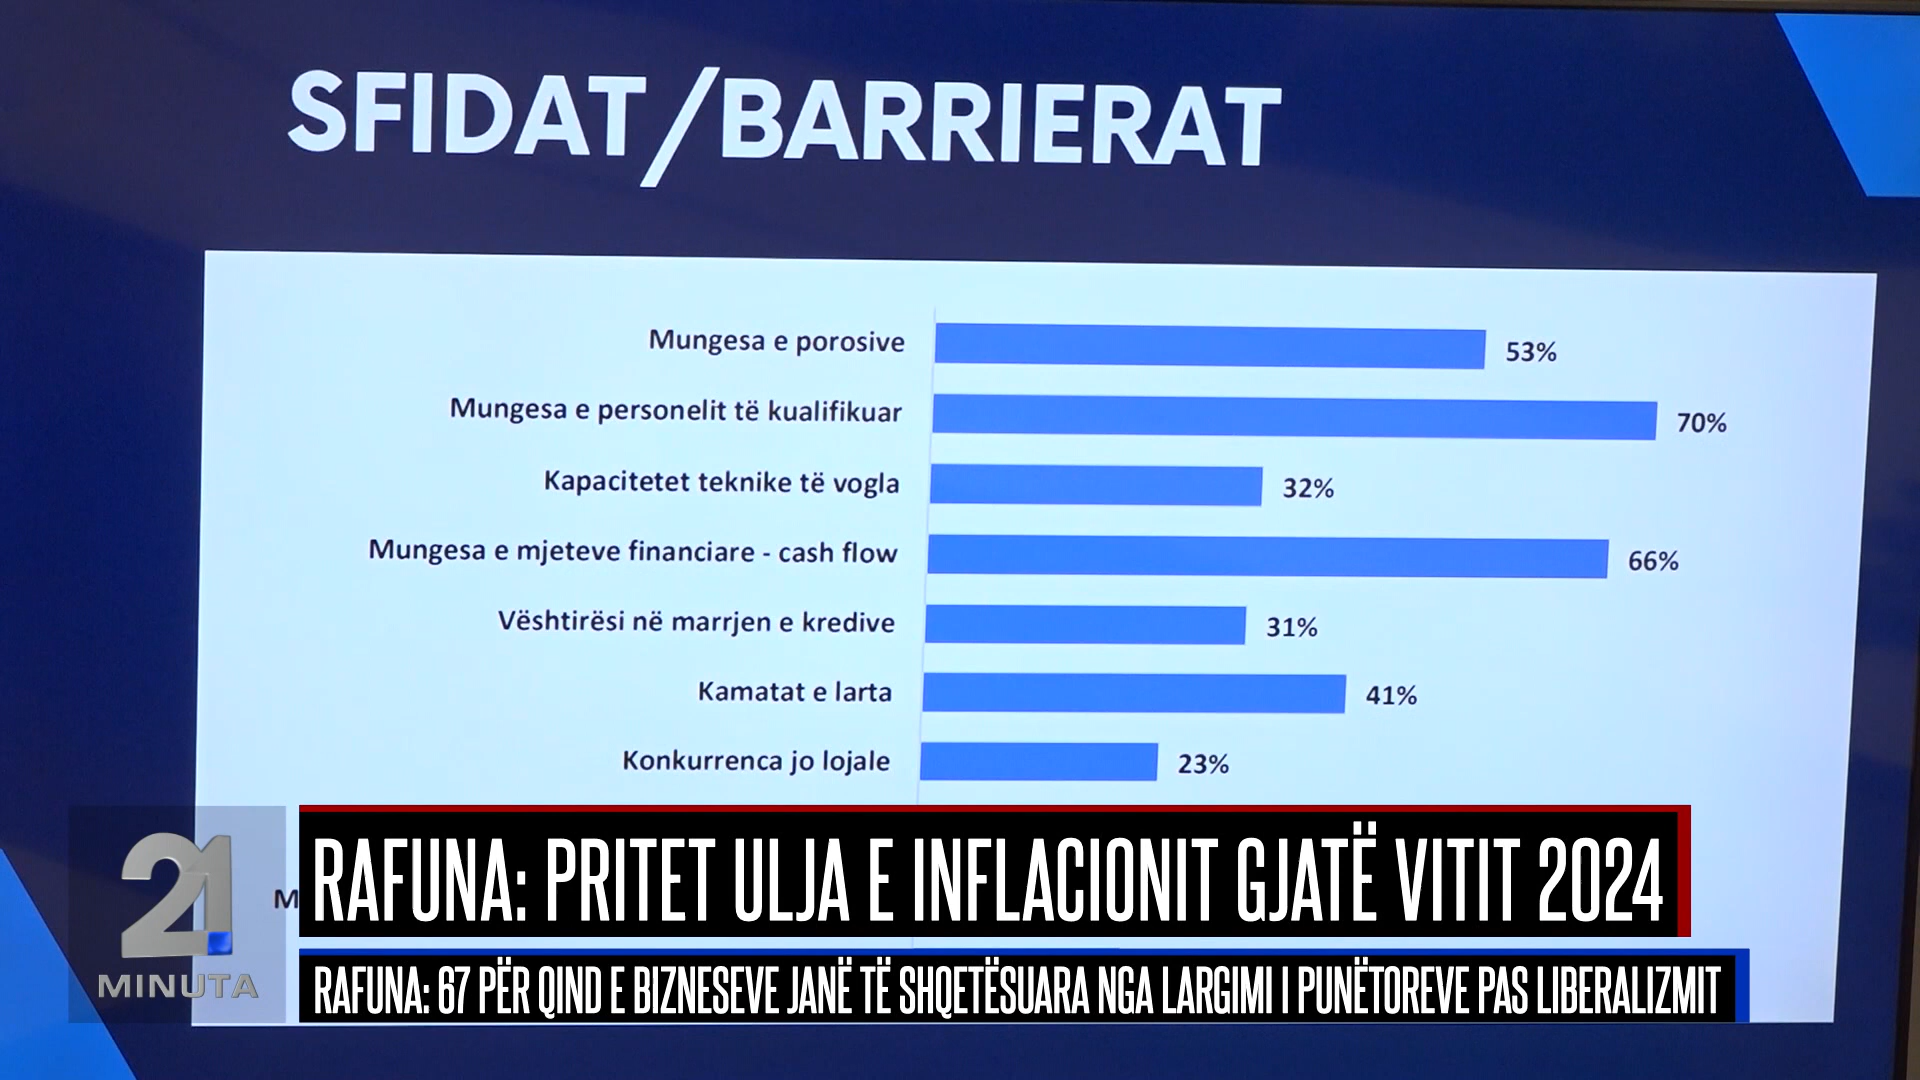 SFIDAT/BARRIERAT
Mungesa e porosive 53%
Mungesa e personelit të kualifikuar 70%
Kapacitetet teknike të vogla 32%
Mungesa e mjeteve financiare - cash flow 66%
Vështirësi në marrjen e kredive 31%
Kamatat e larta 41%
Konkurrenca jo lojale 23%
21
MINUTA
RAFUNA: PRITET ULJA E INFLACIONIT GJATË VITIT 2024
RAFUNA: 67 PËR QIND E BIZNESEVE JANË TË SHQETËSUARA NGA LARGIMI I PUNËTOREVE PAS LIBERALIZMIT